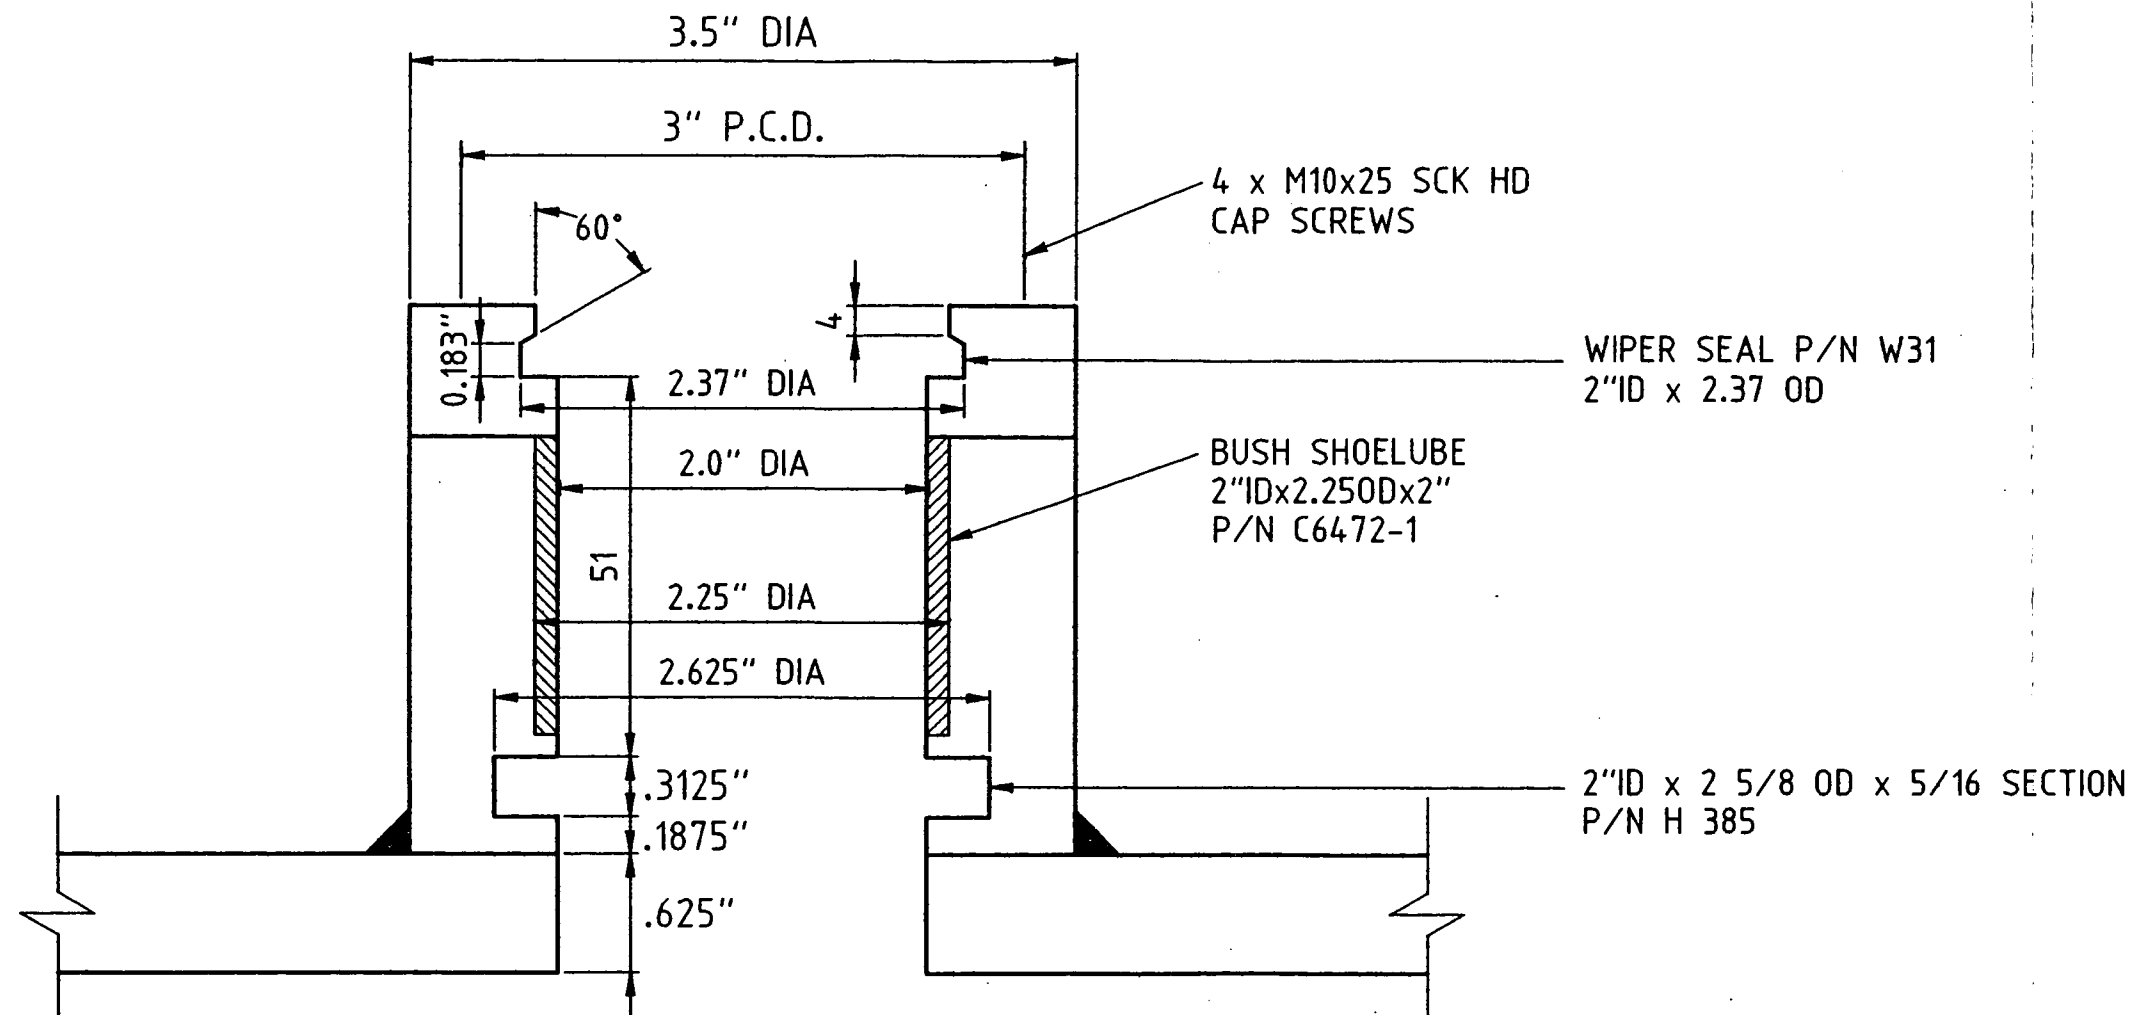 3.5" DIA
3" P.C.D.
4 x M10x25 SCK HD
CAP SCREWS
60°
4
0.183"
WIPER SEAL P/N W31
2"ID x 2.37 OD
2.37" DIA
2.0" DIA
BUSH SHOELUBE
2"IDx2.25ODx2"
P/N C6472-1
51
2.25" DIA
2.625" DIA
.3125"
2"ID x 2 5/8 OD x 5/16 SECTION
P/N H 385
.1875"
.625"